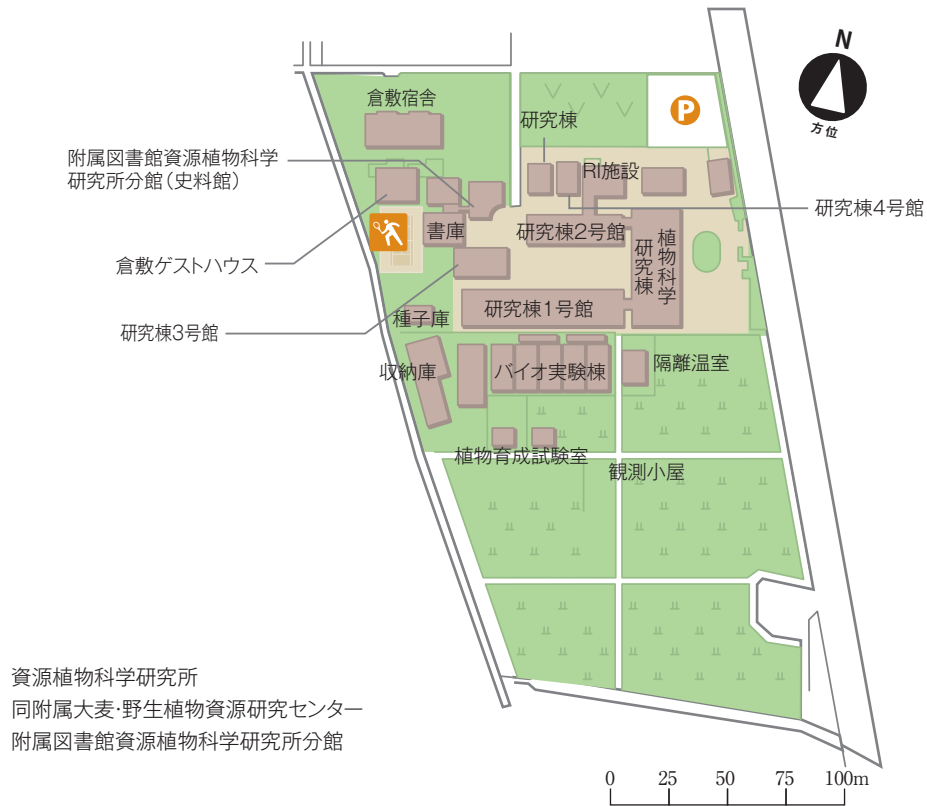 N
方位
倉敷宿舎
P
研究棟
附属図書館資源植物科学
研究所分館(史料館)
RI施設
研究棟4号館
書庫
研究棟2号館
植物科学
研究棟
倉敷ゲストハウス
研究棟1号館
種子庫
研究棟3号館
収納庫
バイオ実験棟
隔離温室
植物育成試験室
観測小屋
資源植物科学研究所
同附属大麦・野生植物資源研究センター
附属図書館資源植物科学研究所分館
0 25 50 75 100m